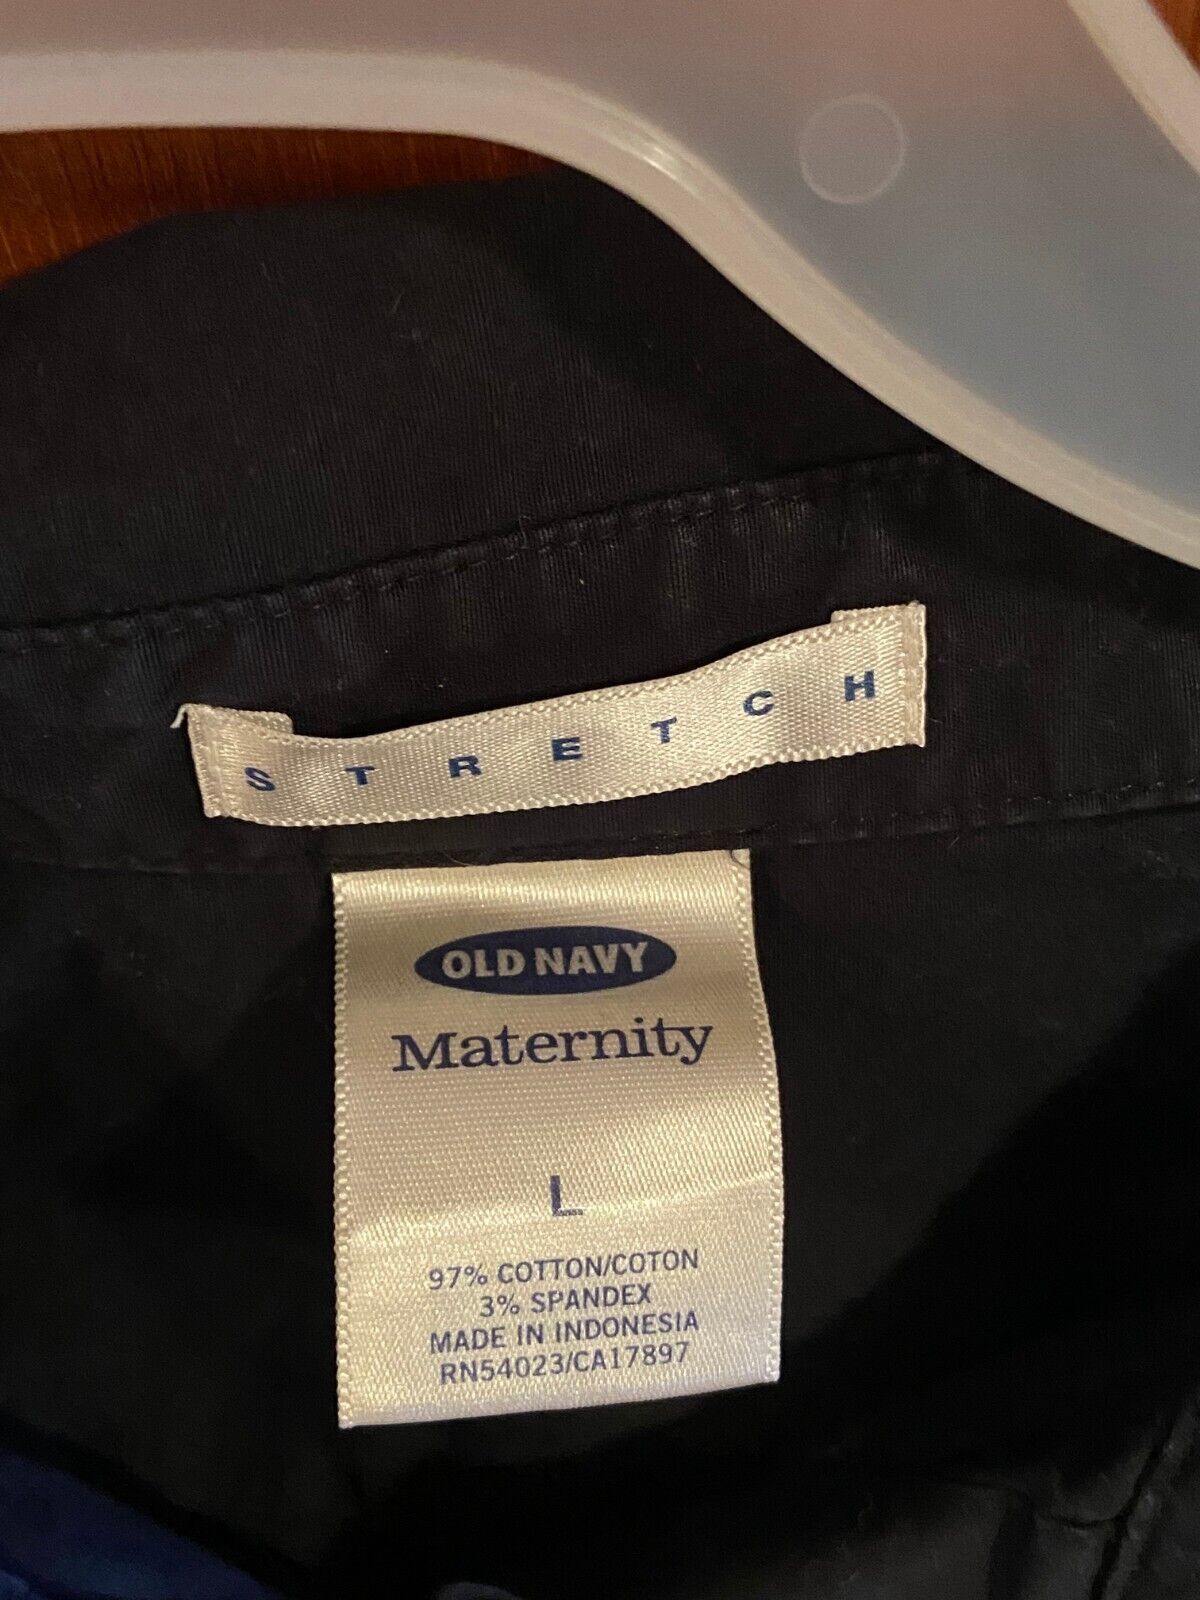 STRETCH
OLD NAVY
Maternity
L
97% COTTON/COTON
3% SPANDEX
MADE IN INDONESIA
RN54023/CA17897